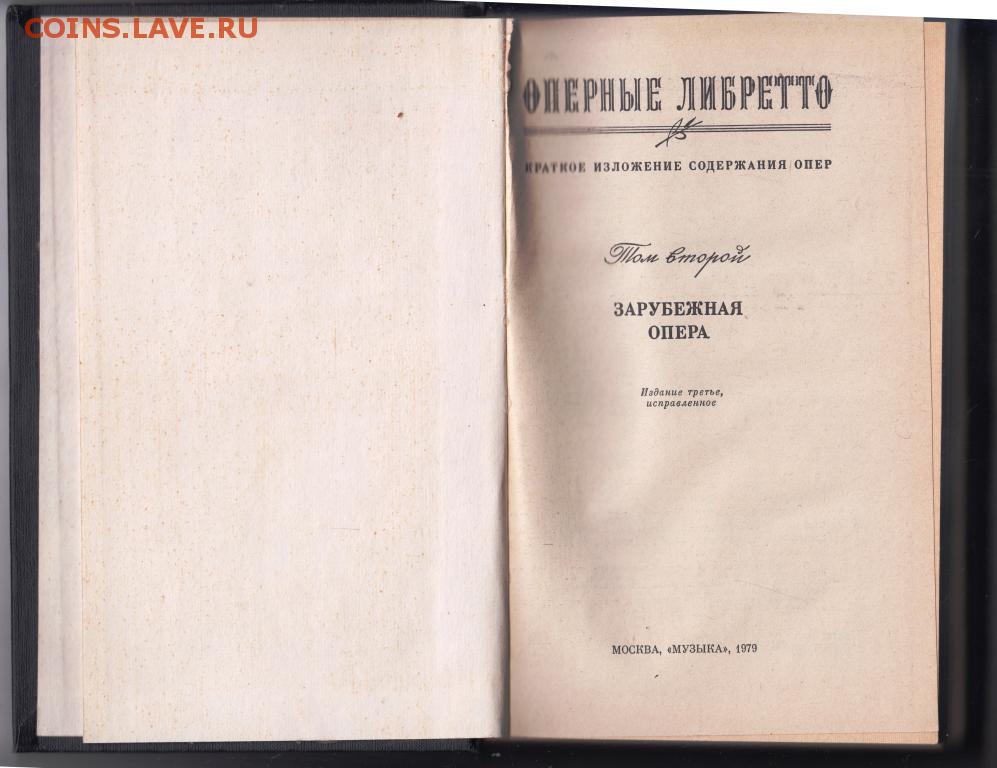 COINS.LAVE.RU
ОПЕРНЫЕ ЛИБРЕТТО
КРАТКОЕ ИЗЛОЖЕНИЕ СОДЕРЖАНИЯ ОПЕР
Том второй
ЗАРУБЕЖНАЯ
ОПЕРА
Издание третье,
исправленное
МОСКВА, «МУЗЫКА», 1979